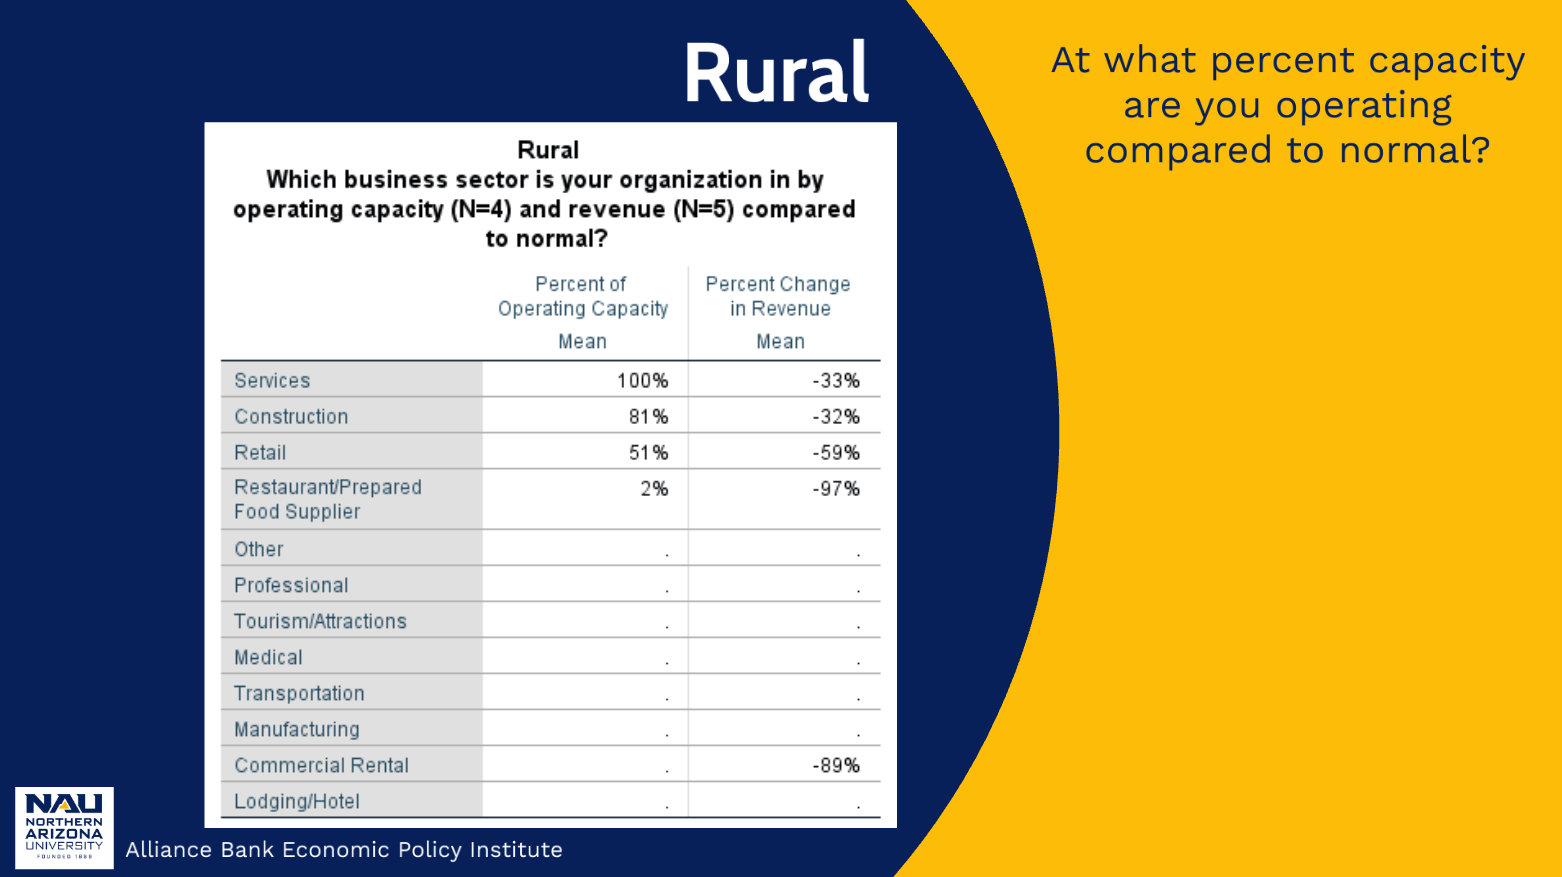 Rural
At what percent capacity
are you operating
compared to normal?
Rural
Which business sector is your organization in by
operating capacity (N=4) and revenue (N=5) compared
to normal?
Percent of
Operating Capacity
Percent Change
in Revenue
Mean Mean
Services 100% -33%
Construction 81% -32%
Retail 51% -59%
Restaurant/Prepared
Food Supplier 2% -97%
Other . .
Professional . .
Tourism/Attractions . .
Medical . .
Transportation . .
Manufacturing . .
Commercial Rental . -89%
Lodging/Hotel . .
NAU
NORTHERN
ARIZONA
UNIVERSITY
FOUNDED 1899
Alliance Bank Economic Policy Institute